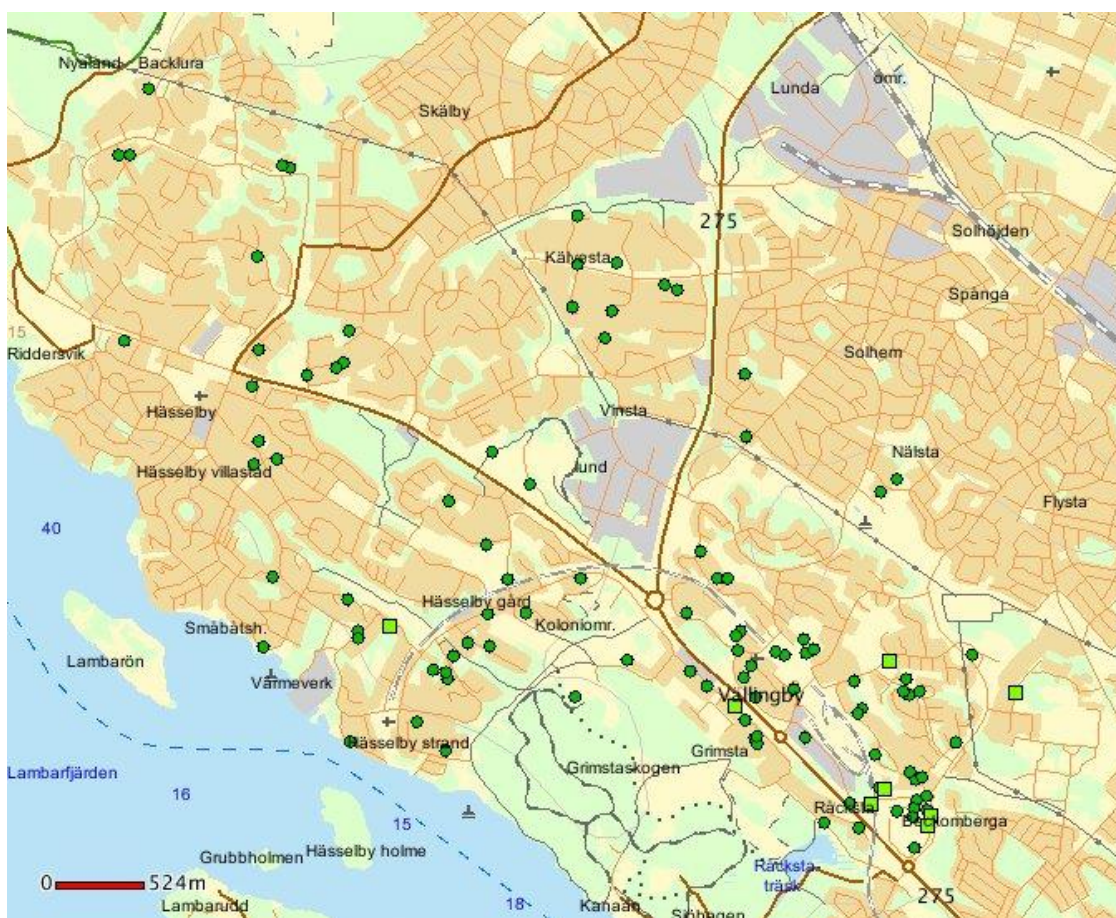 Nyaland
Backlura
Lunda
omr.
Skälby
275
Solhöjden
Kälvesta
Spånga
15
Riddersvik
Solhem
Hässelby
Vinsta
Nälsta
Hässelby villastad
lund
Flysta
40
Hässelby gård
Småbåtsh.
Koloniomr.
Lambarön
Värmeverk
Vällingby
Hässelby strand
Grimsta
Grimstaskogen
Lambarfjärden
16
Råcksta
Beckomberga
15
Grubbholmen
Hässelby holme
Råcksta-
träsk
0
524m
275
Lambarudd
18
Kanaan
Sjöhagen